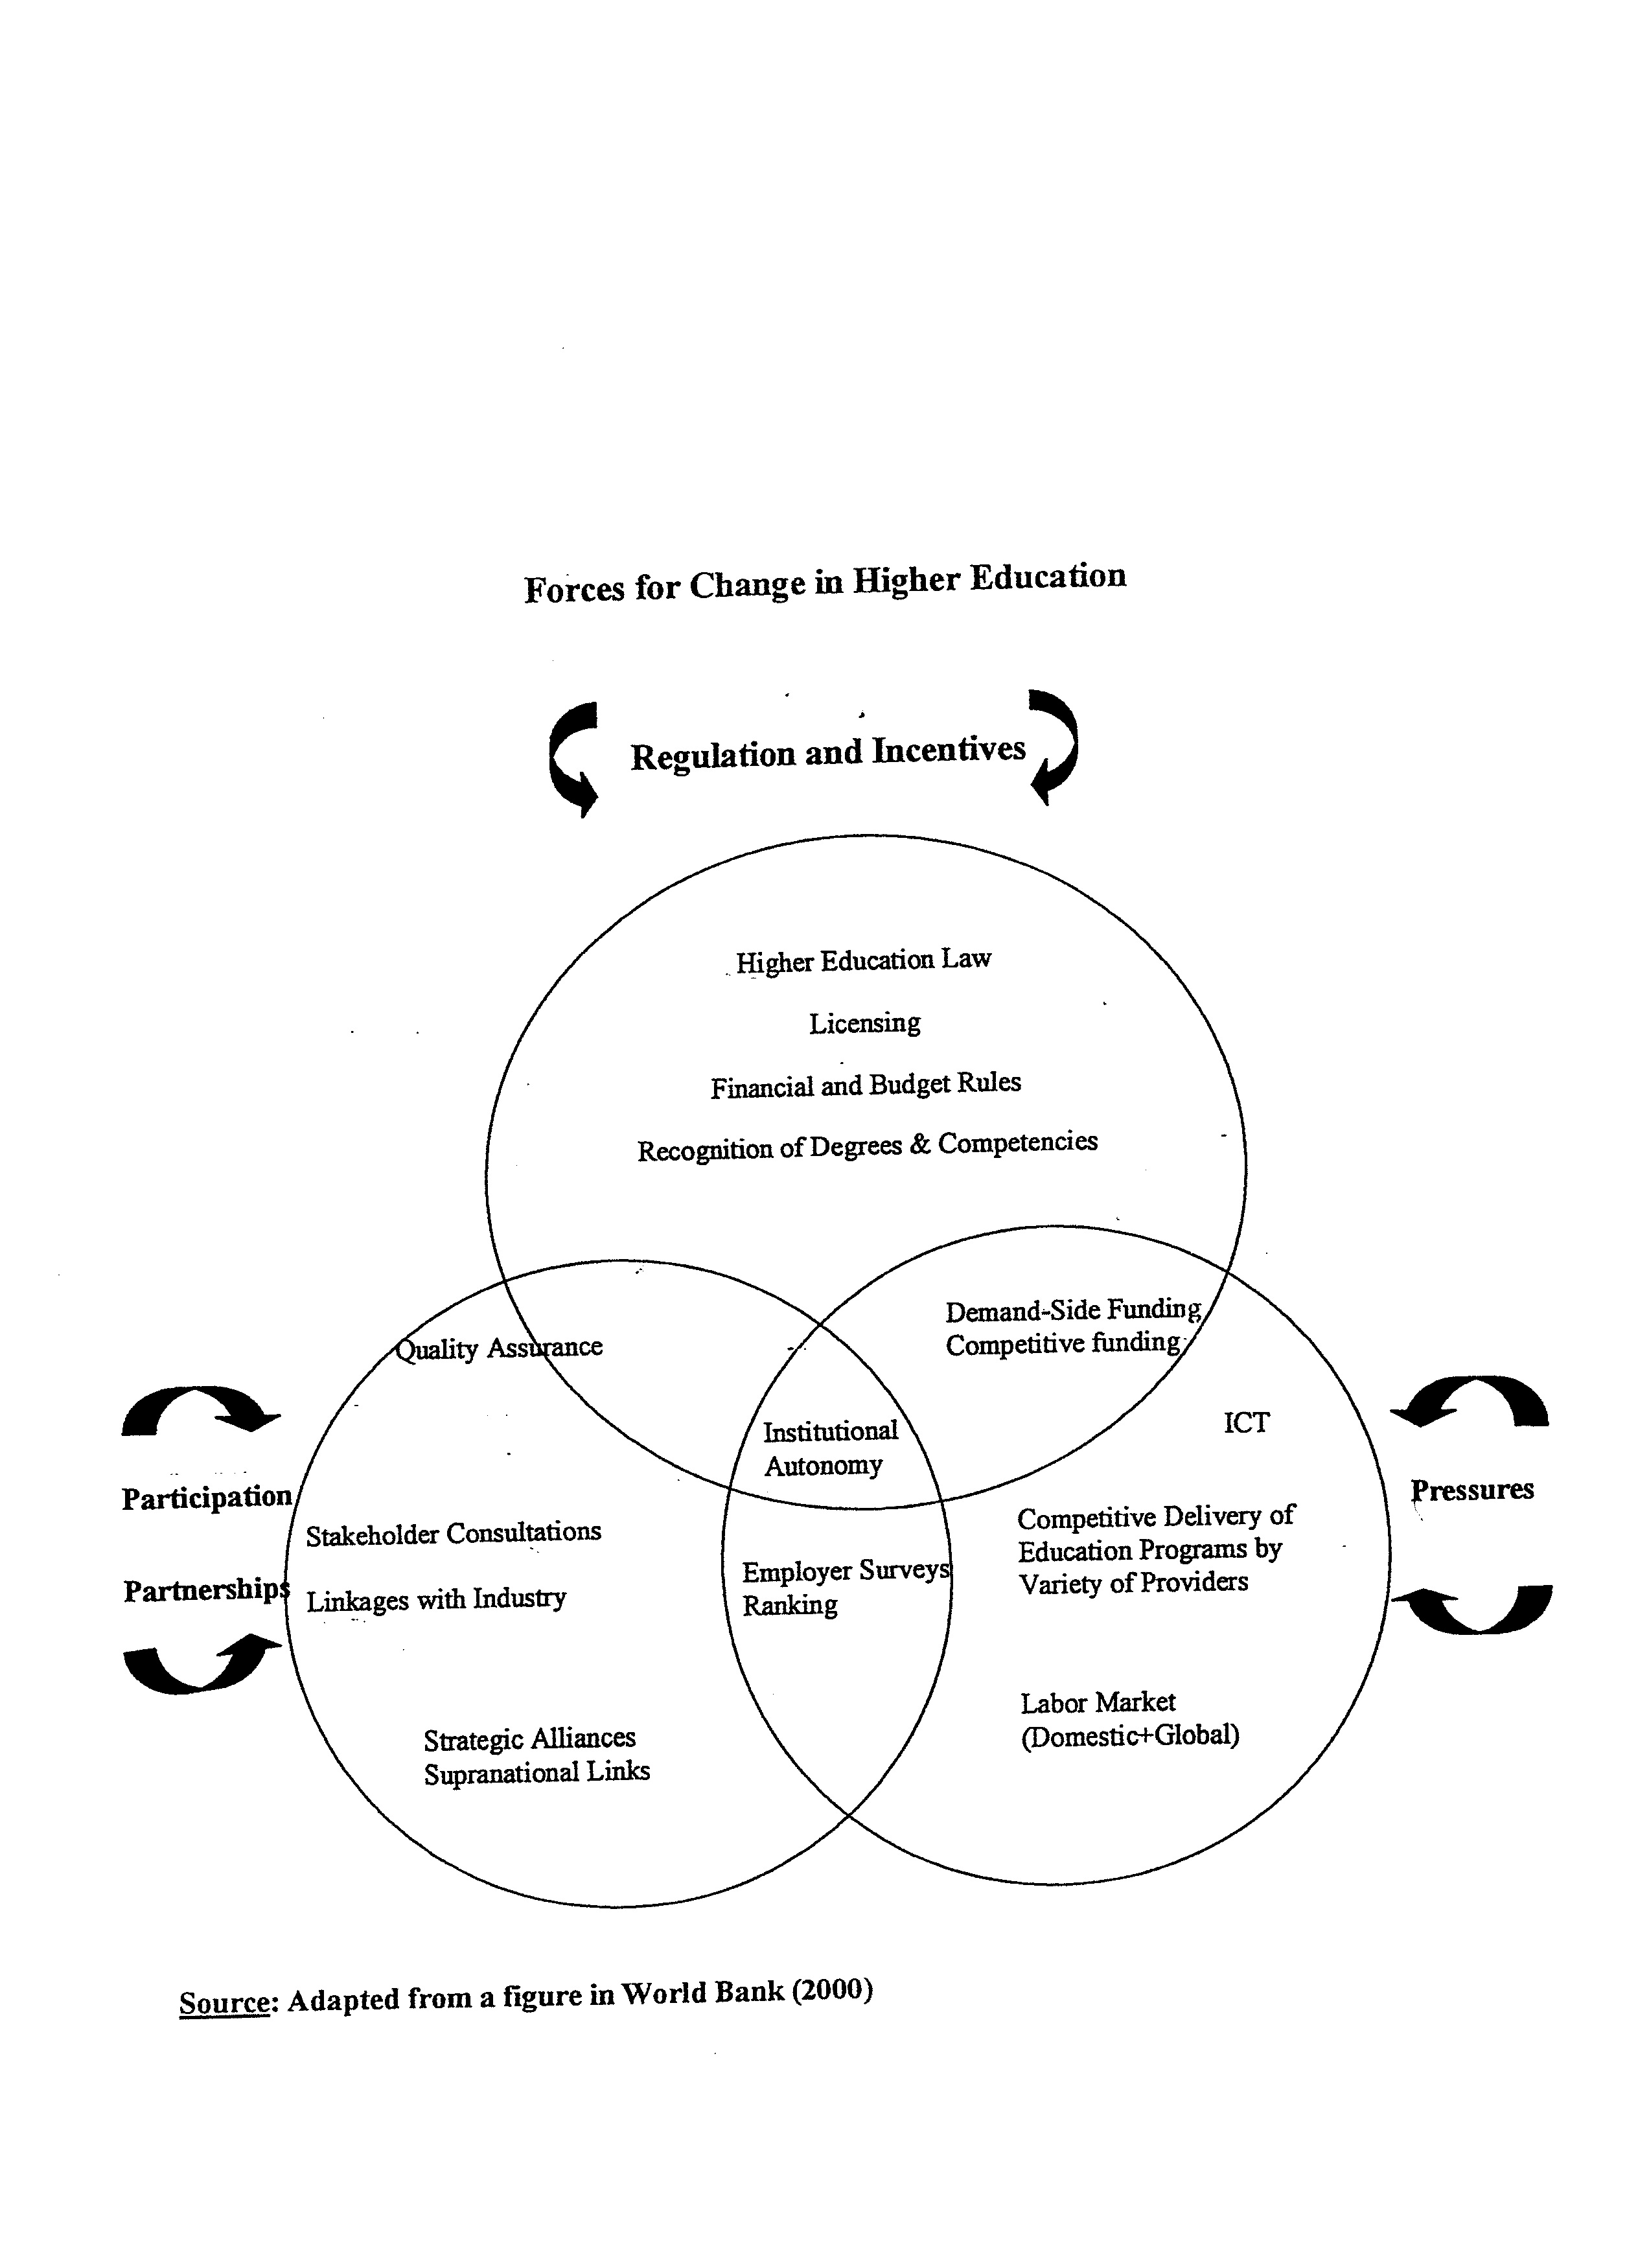 Forces for Change in Higher Education
Regulation and Incentives
Higher Education Law
Licensing
Financial and Budget Rules
Recognition of Degrees & Competencies
Demand-Side Funding
Competitive funding
Quality Assurance
ICT
Institutional
Autonomy
Participation
Pressures
Stakeholder Consultations
Competitive Delivery of
Education Programs by
Variety of Providers
Employer Surveys
Ranking
Partnerships
Linkages with Industry
Labor Market
(Domestic+Global)
Strategic Alliances
Supranational Links
Source: Adapted from a figure in World Bank (2000)